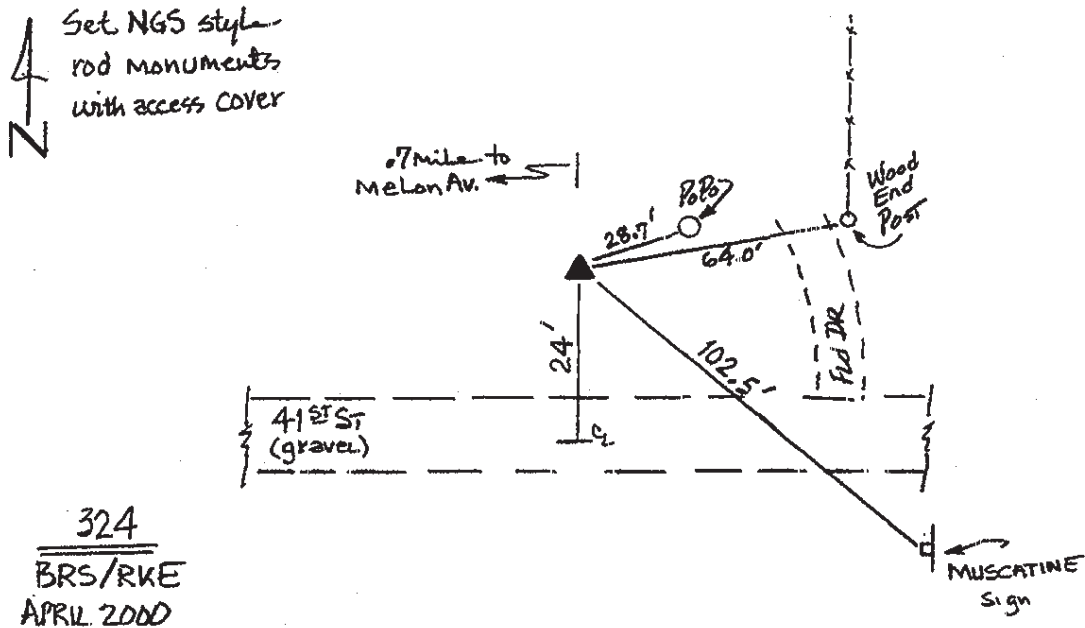 Set NGS style
rod monuments
with access cover
N
.7 Mile to
Melon Av.
PoPo
Wood
End
Post
28.7'
64.0'
24'
102.5'
Fld DR
41ST ST
(gravel)
CL
324
BRS/RKE
APRIL 2000
MUSCATINE
Sign